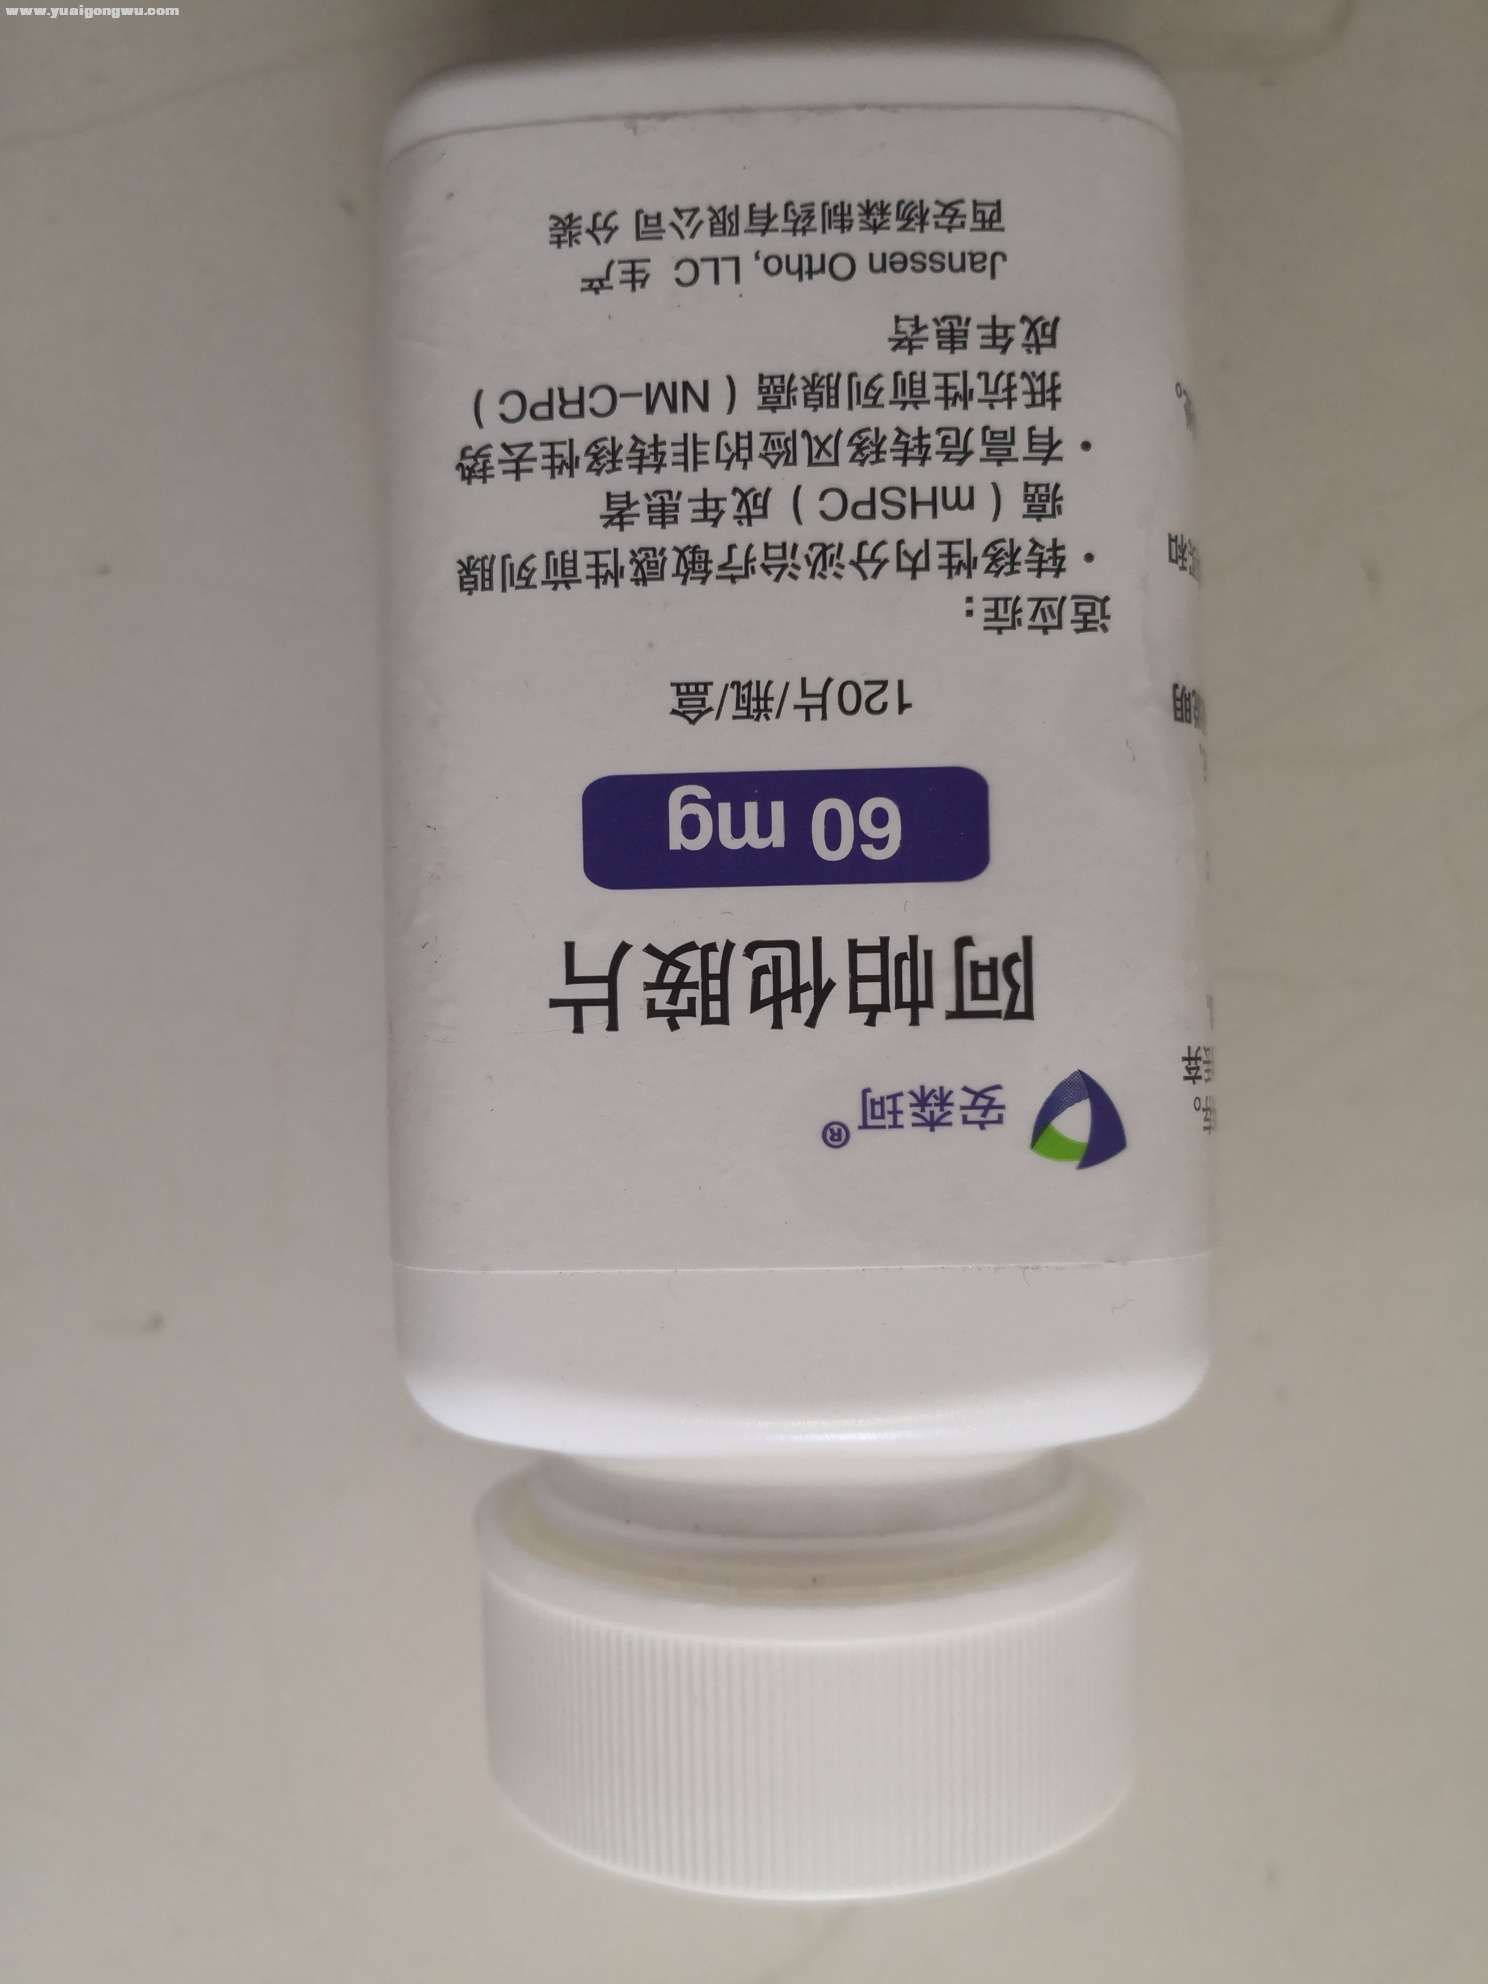 www.yuaigongwu.com
安森珂®
阿帕他胺片
60 mg
120片/瓶/盒
适应症：
·转移性内分泌治疗敏感性前列腺
癌（mHSPC）成年患者
·有高危转移风险的非转移性去势
抵抗性前列腺癌（NM-CRPC）
成年患者
Janssen Ortho, LLC 生产
西安杨森制药有限公司 分装